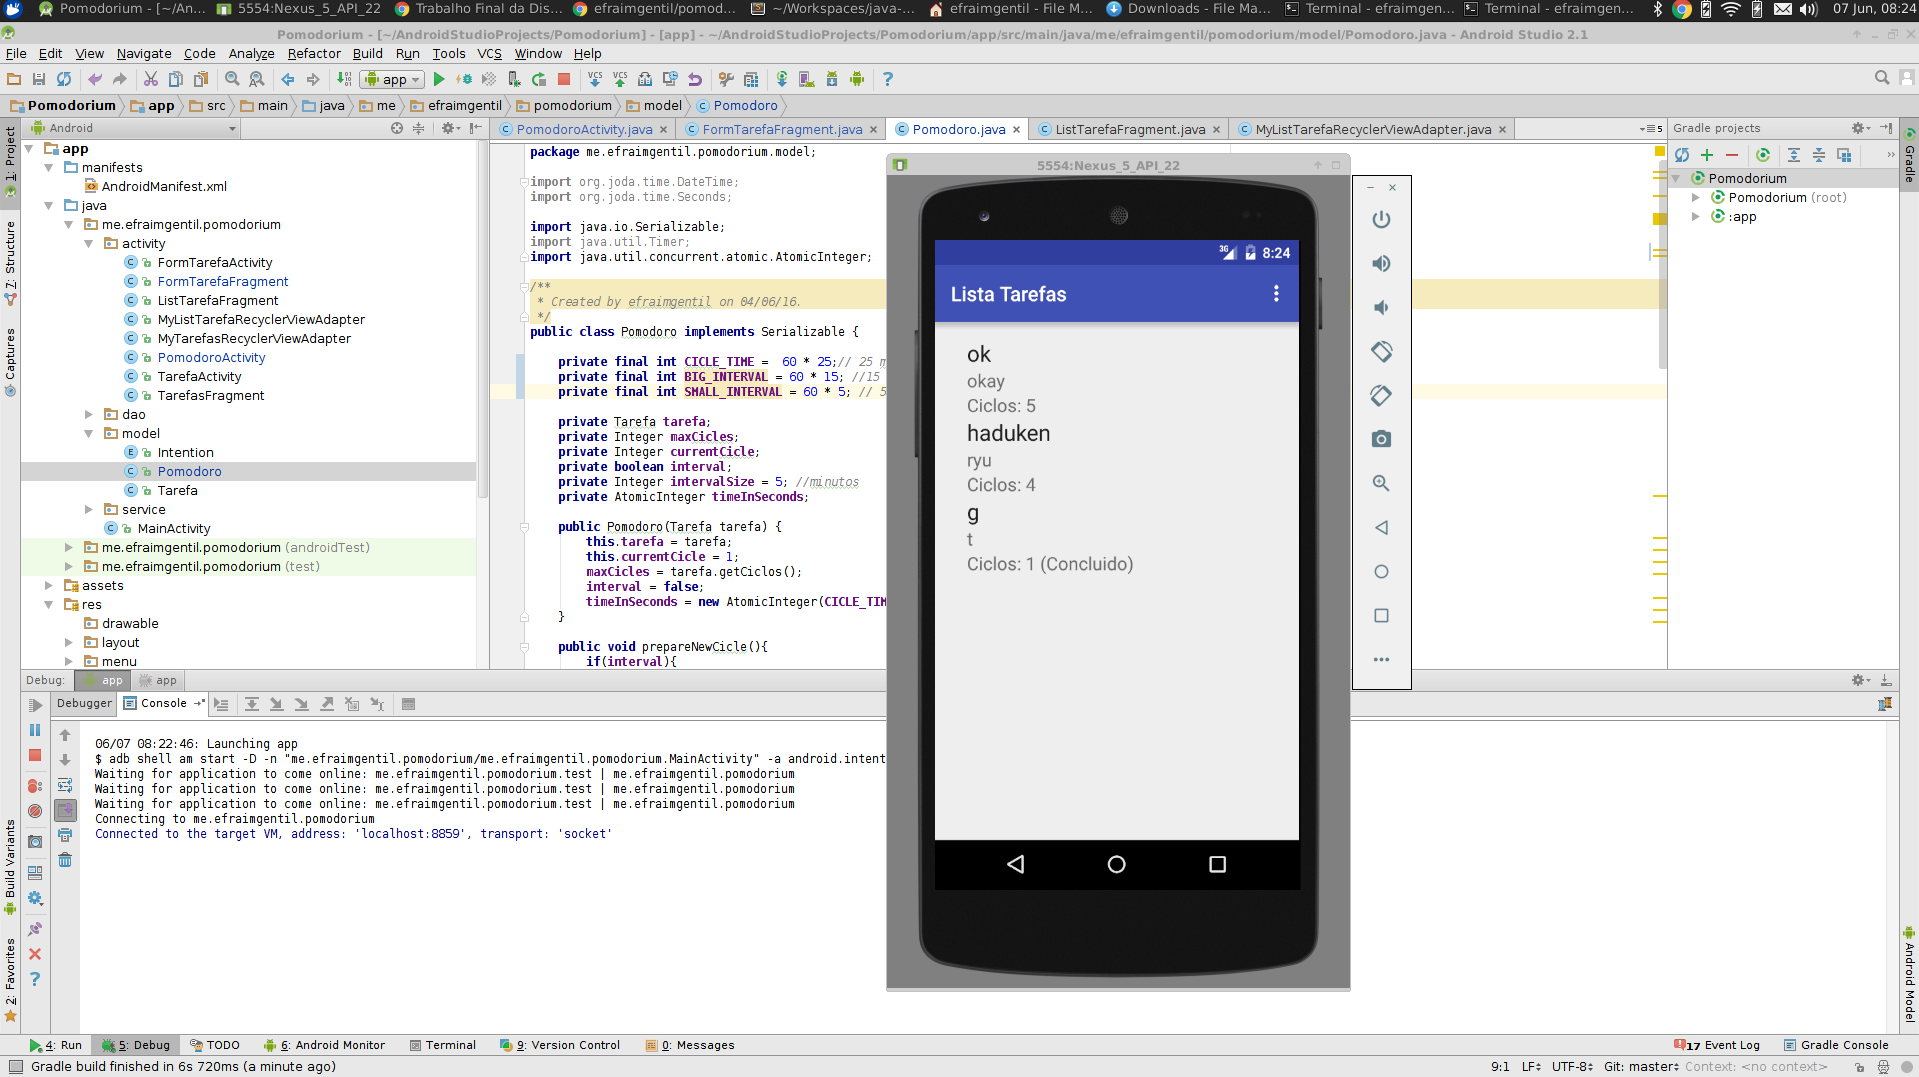 Pomodorium - [~/An... 5554:Nexus_5_API_22 Trabalho Final da Dis... efraimgentil/pomod... ~/Workspaces/java-... efraimgentil - File M... Downloads - File Ma... Terminal - efraimgen... Terminal - efraimgen... 07 Jun, 08:24
Pomodorium - [~/AndroidStudioProjects/Pomodorium] - [app] - ~/AndroidStudioProjects/Pomodorium/app/src/main/java/me/efraimgentil/pomodorium/model/Pomodoro.java - Android Studio 2.1
File Edit View Navigate Code Analyze Refactor Build Run Tools VCS Window Help
app
Pomodorium app src main java me efraimgentil pomodorium model Pomodoro
Android
PomodoroActivity.java FormTarefaFragment.java Pomodoro.java ListTarefaFragment.java MyListTarefaRecyclerViewAdapter.java
Gradle projects
1: Project
7: Structure
Captures
Build Variants
2: Favorites
app
manifests
AndroidManifest.xml
java
me.efraimgentil.pomodorium
activity
FormTarefaActivity
FormTarefaFragment
ListTarefaFragment
MyListTarefaRecyclerViewAdapter
MyTarefasRecyclerViewAdapter
PomodoroActivity
TarefaActivity
TarefasFragment
dao
model
Intention
Pomodoro
Tarefa
service
MainActivity
me.efraimgentil.pomodorium (androidTest)
me.efraimgentil.pomodorium (test)
assets
res
drawable
layout
menu
package me.efraimgentil.pomodorium.model;
import org.joda.time.DateTime;
import org.joda.time.Seconds;
import java.io.Serializable;
import java.util.Timer;
import java.util.concurrent.atomic.AtomicInteger;
/**
* Created by efraimgentil on 04/06/16.
*/
public class Pomodoro implements Serializable {
private final int CICLE_TIME = 60 * 25;// 25 m
private final int BIG_INTERVAL = 60 * 15; //15
private final int SMALL_INTERVAL = 60 * 5; // 5
private Tarefa tarefa;
private Integer maxCicles;
private Integer currentCicle;
private boolean interval;
private Integer intervalSize = 5; //minutos
private AtomicInteger timeInSeconds;
public Pomodoro(Tarefa tarefa) {
this.tarefa = tarefa;
this.currentCicle = 1;
maxCicles = tarefa.getCiclos();
interval = false;
timeInSeconds = new AtomicInteger(CICLE_TIM
}
public void prepareNewCicle(){
if(interval){
5554:Nexus_5_API_22
3G 8:24
Lista Tarefas
ok
okay
Ciclos: 5
haduken
ryu
Ciclos: 4
g
t
Ciclos: 1 (Concluido)
Pomodorium
Pomodorium (root)
:app
Gradle
Android Model
Debug: app app
Debugger Console
06/07 08:22:46: Launching app
$ adb shell am start -D -n "me.efraimgentil.pomodorium/me.efraimgentil.pomodorium.MainActivity" -a android.intent
Waiting for application to come online: me.efraimgentil.pomodorium.test | me.efraimgentil.pomodorium
Waiting for application to come online: me.efraimgentil.pomodorium.test | me.efraimgentil.pomodorium
Waiting for application to come online: me.efraimgentil.pomodorium.test | me.efraimgentil.pomodorium
Connecting to me.efraimgentil.pomodorium
Connected to the target VM, address: 'localhost:8859', transport: 'socket'
4: Run 5: Debug TODO 6: Android Monitor Terminal 9: Version Control 0: Messages 17 Event Log Gradle Console
Gradle build finished in 6s 720ms (a minute ago) 9:1 LF UTF-8 Git: master Context: <no context>